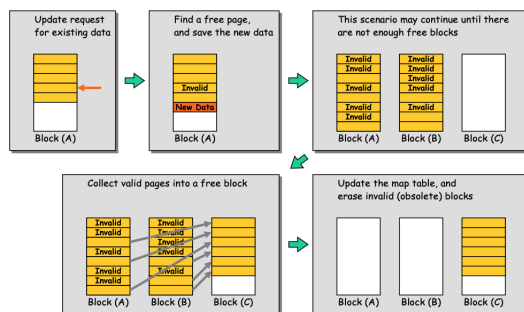 Update request
for existing data
Block (A)
Find a free page,
and save the new data
Invalid
New Data
Block (A)
This scenario may continue until there
are not enough free blocks
Invalid
Invalid
Invalid
Invalid
Invalid
Block (A)
Invalid
Invalid
Invalid
Invalid
Invalid
Block (B)
Block (C)
Collect valid pages into a free block
Invalid
Invalid
Invalid
Invalid
Invalid
Block (A)
Invalid
Invalid
Invalid
Invalid
Invalid
Block (B)
Block (C)
Update the map table, and
erase invalid (obsolete) blocks
Block (A)
Block (B)
Block (C)